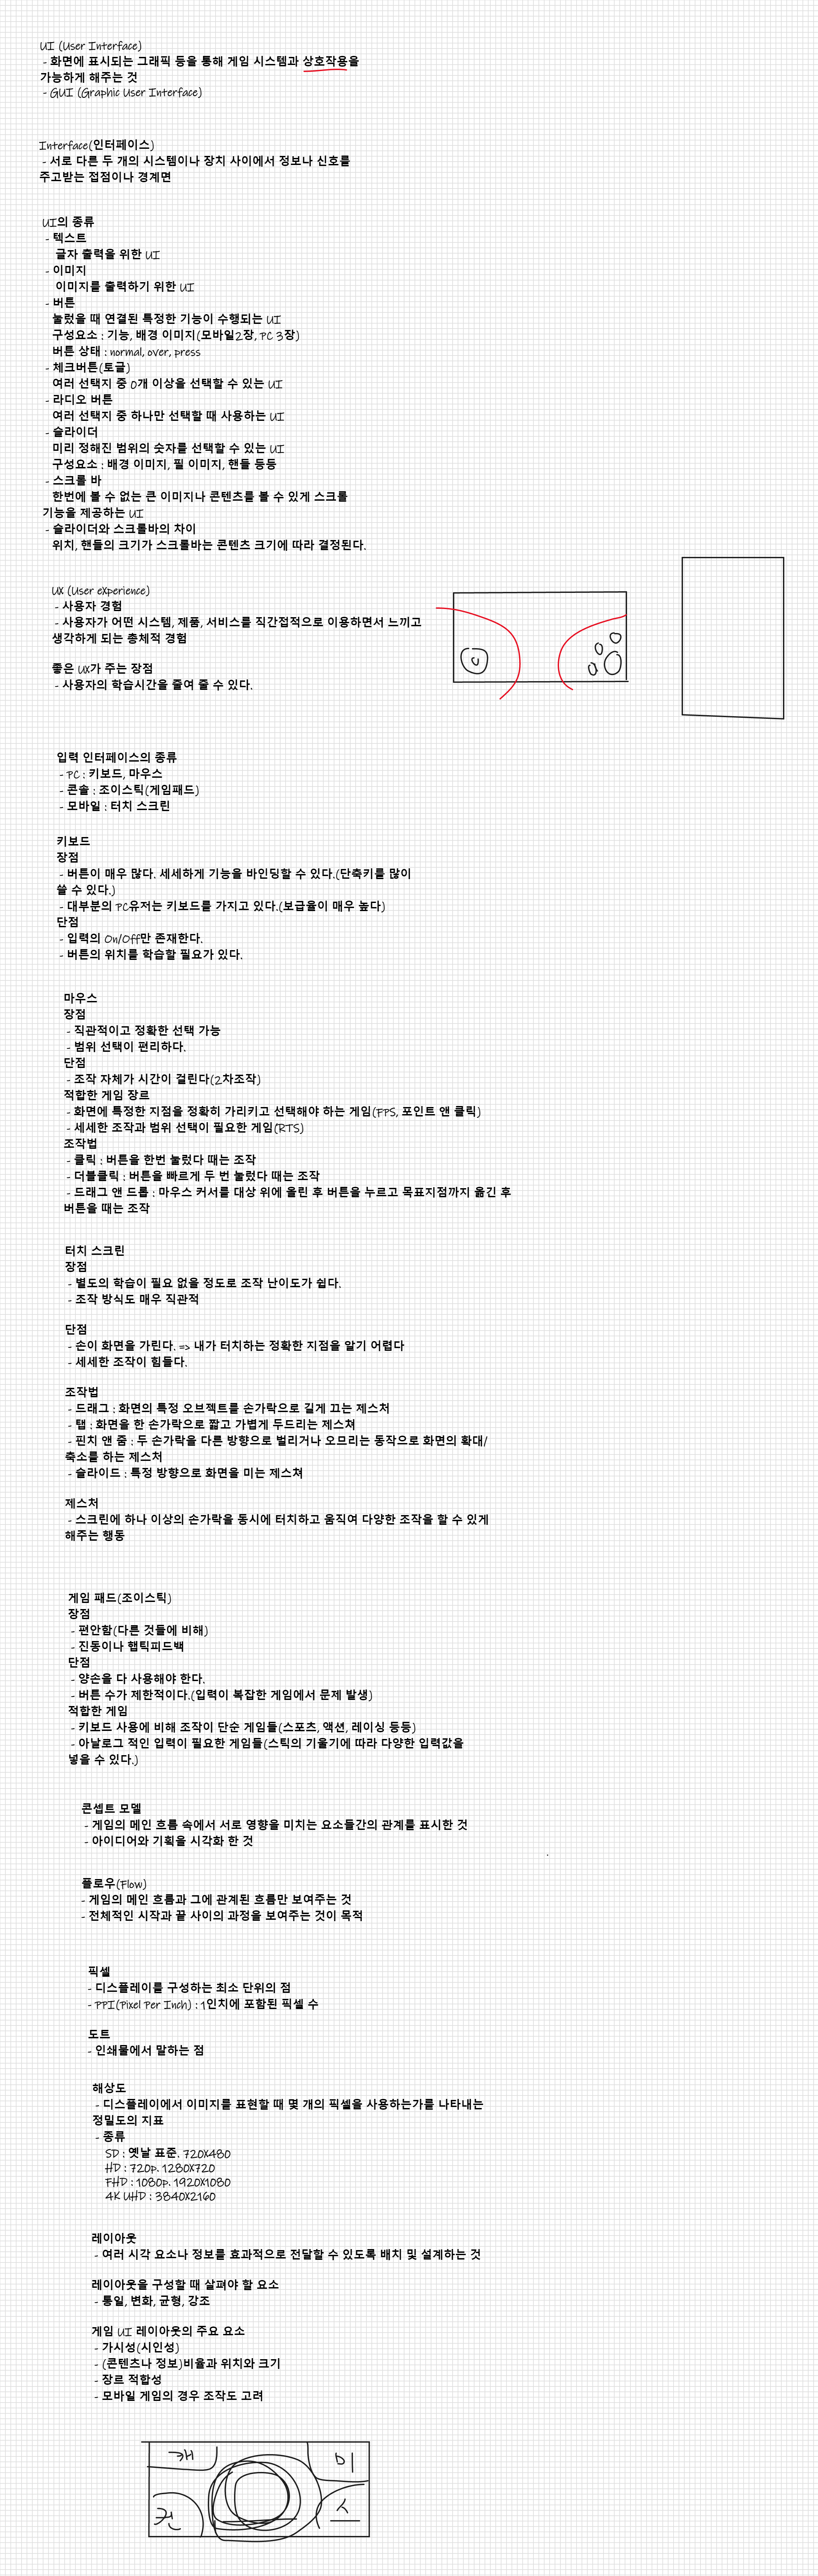 UI (User Interface)
- 화면에 표시되는 그래픽 등을 통해 게임 시스템과 상호작용을
가능하게 해주는 것
- GUI (Graphic User Interface)
Interface(인터페이스)
- 서로 다른 두 개의 시스템이나 장치 사이에서 정보나 신호를
주고받는 접점이나 경계면
UI의 종류
- 텍스트
글자 출력을 위한 UI
- 이미지
이미지를 출력하기 위한 UI
- 버튼
눌렀을 때 연결된 특정한 기능이 수행되는 UI
구성요소 : 기능, 배경 이미지(모바일2장, PC 3장)
버튼 상태 : normal, over, press
- 체크버튼(토글)
여러 선택지 중 0개 이상을 선택할 수 있는 UI
- 라디오 버튼
여러 선택지 중 하나만 선택할 때 사용하는 UI
- 슬라이더
미리 정해진 범위의 숫자를 선택할 수 있는 UI
구성요소 : 배경 이미지, 필 이미지, 핸들 등등
- 스크롤 바
한번에 볼 수 없는 큰 이미지나 콘텐츠를 볼 수 있게 스크롤
기능을 제공하는 UI
- 슬라이더와 스크롤바의 차이
위치, 핸들의 크기가 스크롤바는 콘텐츠 크기에 따라 결정된다.
UX (User eXperience)
- 사용자 경험
- 사용자가 어떤 시스템, 제품, 서비스를 직간접적으로 이용하면서 느끼고
생각하게 되는 총체적 경험
좋은 UX가 주는 장점
- 사용자의 학습시간을 줄여 줄 수 있다.
입력 인터페이스의 종류
- PC : 키보드, 마우스
- 콘솔 : 조이스틱(게임패드)
- 모바일 : 터치 스크린
키보드
장점
- 버튼이 매우 많다. 세세하게 기능을 바인딩할 수 있다.(단축키를 많이
쓸 수 있다.)
- 대부분의 PC유저는 키보드를 가지고 있다.(보급율이 매우 높다)
단점
- 입력의 On/Off만 존재한다.
- 버튼의 위치를 학습할 필요가 있다.
마우스
장점
- 직관적이고 정확한 선택 가능
- 범위 선택이 편리하다.
단점
- 조작 자체가 시간이 걸린다(2차조작)
적합한 게임 장르
- 화면에 특정한 지점을 정확히 가리키고 선택해야 하는 게임(FPS, 포인트 앤 클릭)
- 세세한 조작과 범위 선택이 필요한 게임(RTS)
조작법
- 클릭 : 버튼을 한번 눌렀다 때는 조작
- 더블클릭 : 버튼을 빠르게 두 번 눌렀다 때는 조작
- 드래그 앤 드롭 : 마우스 커서를 대상 위에 올린 후 버튼을 누르고 목표지점까지 옮긴 후
버튼을 때는 조작
터치 스크린
장점
- 별도의 학습이 필요 없을 정도로 조작 난이도가 쉽다.
- 조작 방식도 매우 직관적
단점
- 손이 화면을 가린다. => 내가 터치하는 정확한 지점을 알기 어렵다
- 세세한 조작이 힘들다.
조작법
- 드래그 : 화면의 특정 오브젝트를 손가락으로 길게 끄는 제스처
- 탭 : 화면을 한 손가락으로 짧고 가볍게 두드리는 제스쳐
- 핀치 앤 줌 : 두 손가락을 다른 방향으로 벌리거나 오므리는 동작으로 화면의 확대/
축소를 하는 제스처
- 슬라이드 : 특정 방향으로 화면을 미는 제스쳐
제스처
- 스크린에 하나 이상의 손가락을 동시에 터치하고 움직여 다양한 조작을 할 수 있게
해주는 행동
게임 패드(조이스틱)
장점
- 편안함(다른 것들에 비해)
- 진동이나 햅틱피드백
단점
- 양손을 다 사용해야 한다.
- 버튼 수가 제한적이다.(입력이 복잡한 게임에서 문제 발생)
적합한 게임
- 키보드 사용에 비해 조작이 단순 게임들(스포츠, 액션, 레이싱 등등)
- 아날로그 적인 입력이 필요한 게임들(스틱의 기울기에 따라 다양한 입력값을
넣을 수 있다.)
콘셉트 모델
- 게임의 메인 흐름 속에서 서로 영향을 미치는 요소들간의 관계를 표시한 것
- 아이디어와 기획을 시각화 한 것
플로우(Flow)
- 게임의 메인 흐름과 그에 관계된 흐름만 보여주는 것
- 전체적인 시작과 끝 사이의 과정을 보여주는 것이 목적
픽셀
- 디스플레이를 구성하는 최소 단위의 점
- PPI(Pixel Per Inch) : 1인치에 포함된 픽셀 수
도트
- 인쇄물에서 말하는 점
해상도
- 디스플레이에서 이미지를 표현할 때 몇 개의 픽셀을 사용하는가를 나타내는
정밀도의 지표
- 종류
SD : 옛날 표준. 720X480
HD : 720p. 1280X720
FHD : 1080p. 1920X1080
4K UHD : 3840X2160
레이아웃
- 여러 시각 요소나 정보를 효과적으로 전달할 수 있도록 배치 및 설계하는 것
레이아웃을 구성할 때 살펴야 할 요소
- 통일, 변화, 균형, 강조
게임 UI 레이아웃의 주요 요소
- 가시성(시인성)
- (콘텐츠나 정보)비율과 위치와 크기
- 장르 적합성
- 모바일 게임의 경우 조작도 고려
캐
미
컨
스